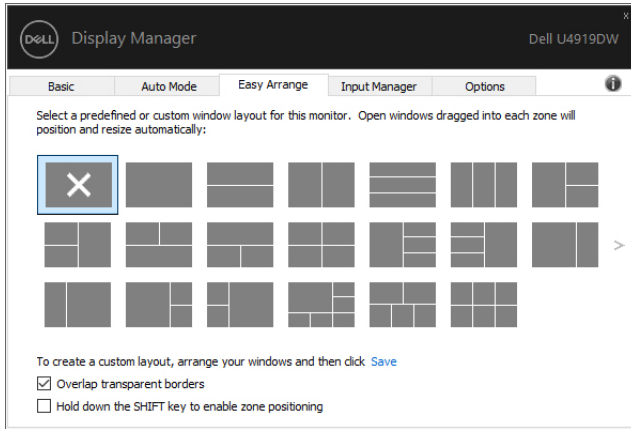 x
DELL Display Manager Dell U4919DW
Basic Auto Mode Easy Arrange Input Manager Options i
Select a predefined or custom window layout for this monitor. Open windows dragged into each zone will
position and resize automatically:
To create a custom layout, arrange your windows and then click Save
Overlap transparent borders
Hold down the SHIFT key to enable zone positioning